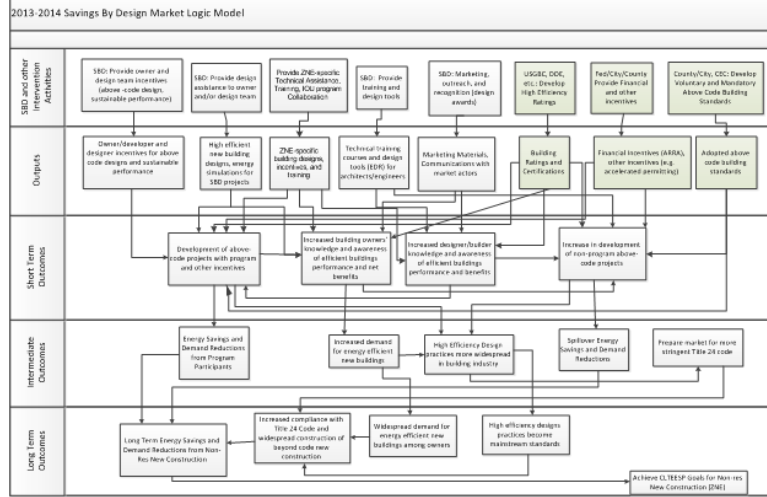 2013-2014 Savings By Design Market Logic Model
SBD and other
Intervention
Activities
SBD: Provide owner and
design team incentives
(above -code design,
sustainable performance)
SBD: Provide design
assistance to owner
and/or design team
Provide ZNE-specific
Technical Assistance,
Training, IOU program
Collaboration
SBD: Provide
training and
design tools
SBD: Marketing,
outreach, and
recognition (design
awards)
USGBC, DOE,
etc.: Develop
High Efficiency
Ratings
Fed/City/County
Provide Financial
and other
incentives
County/City, CEC: Develop
Voluntary and Mandatory
Above Code Building
Standards
Outputs
Owner/developer and
designer incentives for above
code designs and sustainable
performance
High efficient
new building
designs, energy
simulations for
SBD projects
ZNE-specific
building designs,
incentives, and
training
Technical training
courses and design
tools (EDR) for
architects/engineers
Marketing Materials,
Communications with
market actors
Building
Ratings and
Certifications
Financial Incentives (ARRA),
other incentives (e.g.
accelerated permitting)
Adopted above
code building
standards
Short Term
Outcomes
Development of above-
code projects with program
and other incentives
Increased building owners'
knowledge and awareness
of efficient buildings
performance and net
benefits
Increased designer/builder
knowledge and awareness
of efficient buildings
performance and benefits
Increase in development
of non-program above-
code projects
Intermediate
Outcomes
Energy Savings and
Demand Reductions
from Program
Participants
Increased demand
for energy efficient
new buildings
High Efficiency Design
practices more widespread
in building industry
Spillover Energy
Savings and Demand
Reductions
Prepare market for more
stringent Title 24 code
Long Term
Outcomes
Long Term Energy Savings and
Demand Reductions from Non-
Res New Construction
Increased compliance with
Title 24 Code and
widespread construction of
beyond code new
construction
Widespread demand for
energy efficient new
buildings among owners
High efficiency designs
practices become
mainstream standards
Achieve CLTEESP Goals for Non-res
New Construction (ZNE)